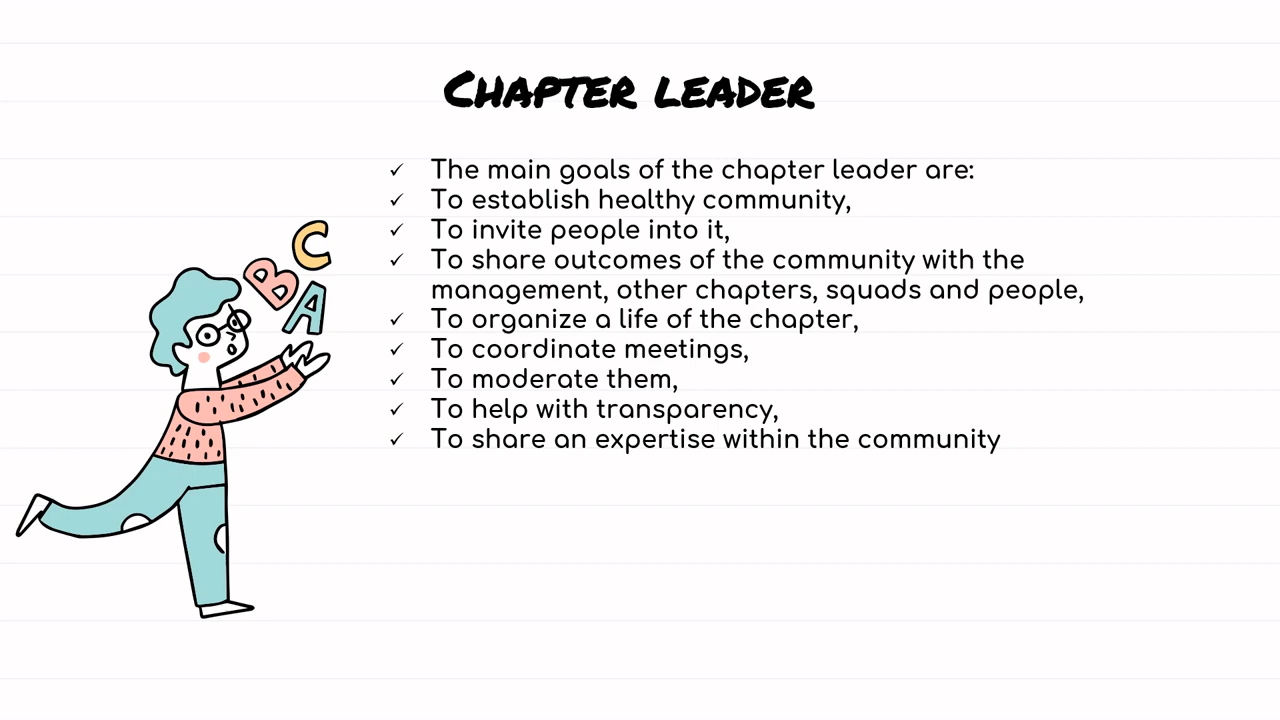 CHAPTER LEADER
✓ The main goals of the chapter leader are:
✓ To establish healthy community,
✓ To invite people into it,
✓ To share outcomes of the community with the
management, other chapters, squads and people,
✓ To organize a life of the chapter,
✓ To coordinate meetings,
✓ To moderate them,
✓ To help with transparency,
✓ To share an expertise within the community
C
B
A